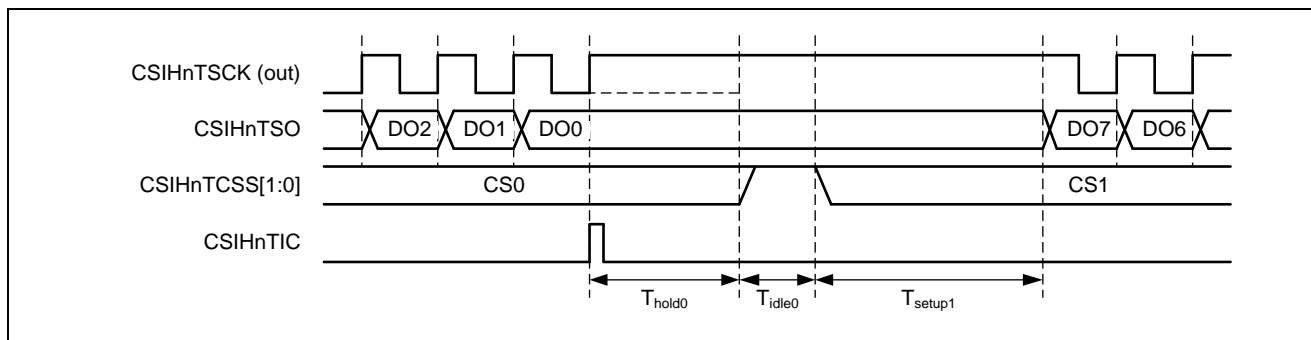 CSIHnTSCK (out)
CSIHnTSO DO2 DO1 DO0 DO7 DO6
CSIHnTCSS[1:0] CS0 CS1
CSIHnTIC
Thold0 Tidle0 Tsetup1